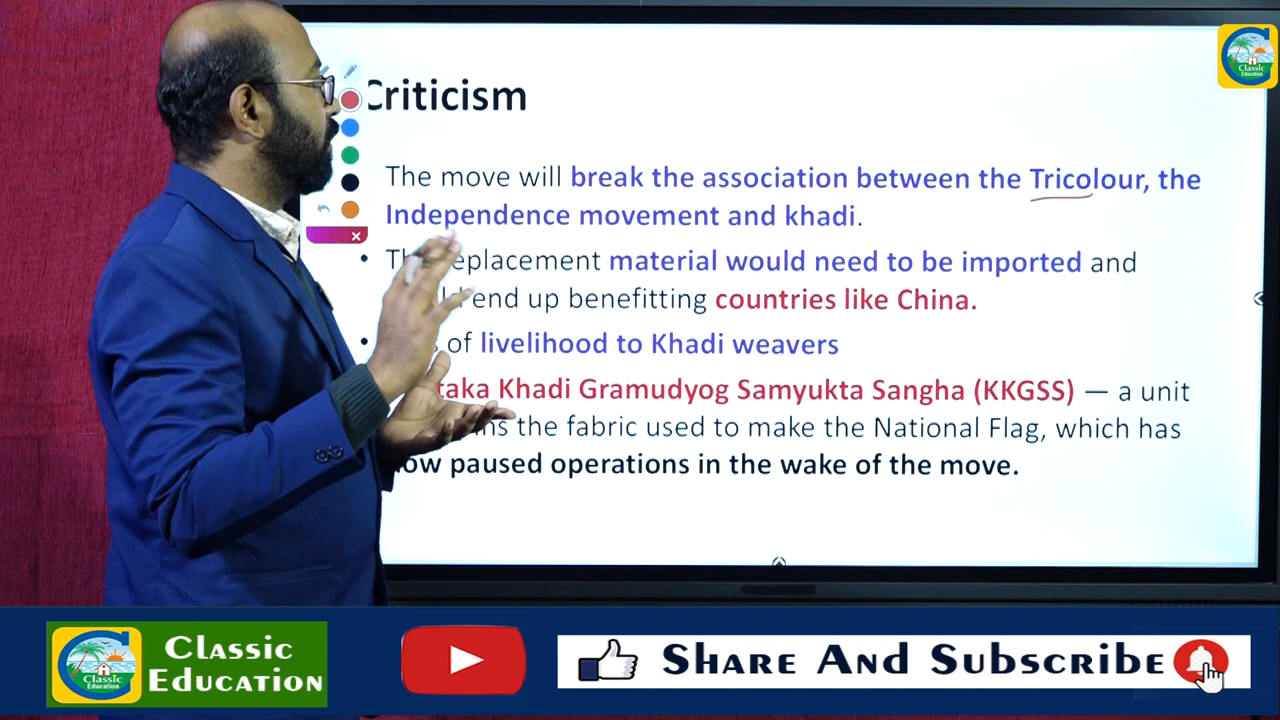 Criticism
The move will break the association between the Tricolour, the
Independence movement and khadi.
replacement material would need to be imported and
end up benefitting countries like China.
of livelihood to Khadi weavers
Khadi Gramudyog Samyukta Sangha (KKGSS) — a unit
the fabric used to make the National Flag, which has
now paused operations in the wake of the move.
Classic
Education
Classic
Education
Classic
Education
Share And Subscribe